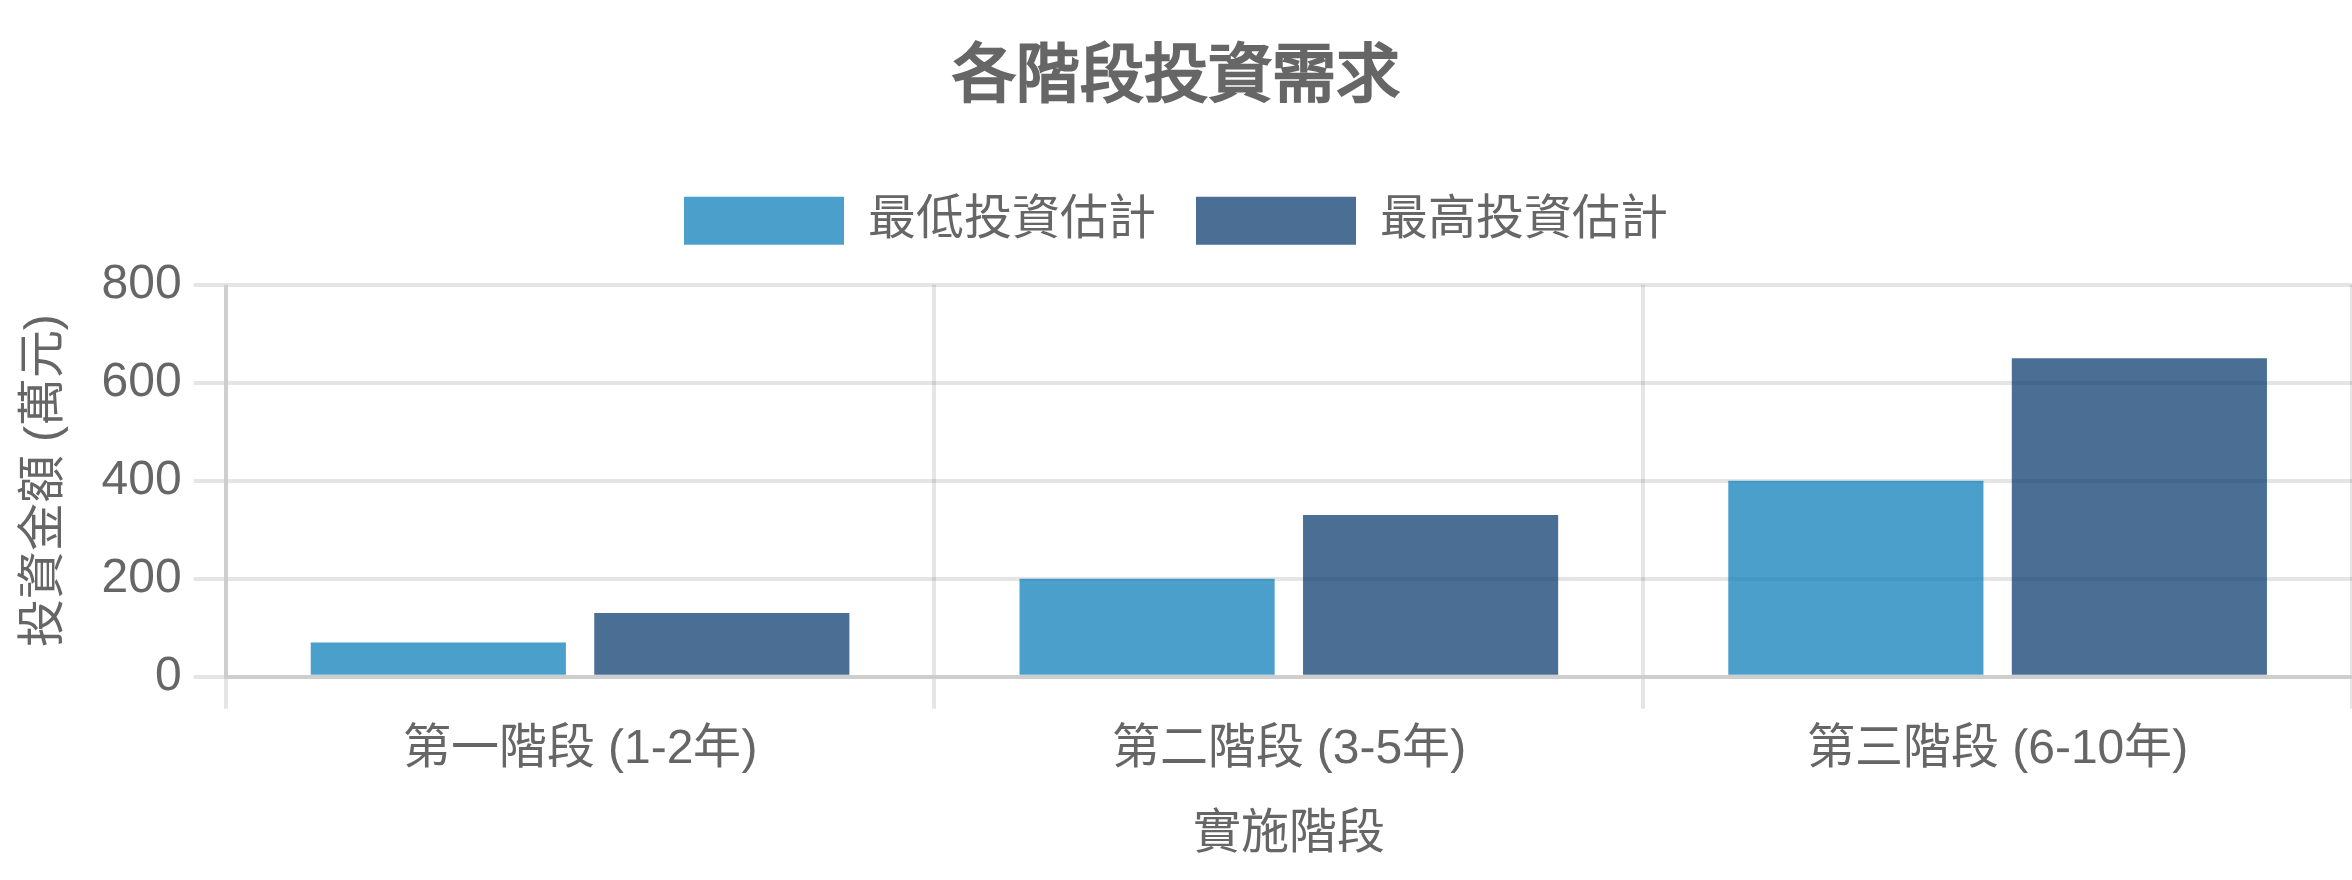 各階段投資需求
最低投資估計 最高投資估計
投資金額 (萬元)
800
600
400
200
0
第一階段 (1-2年) 第二階段 (3-5年) 第三階段 (6-10年)
實施階段